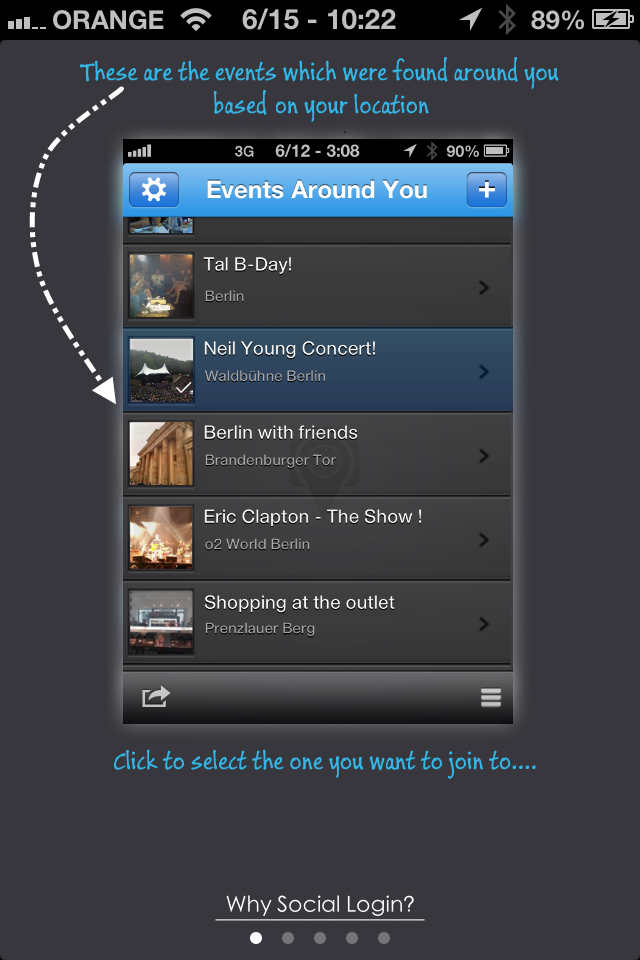 ORANGE 6/15 - 10:22 89%
These are the events which were found around you
based on your location
3G 6/12 - 3:08 90%
Events Around You
Tal B-Day!
Berlin
Neil Young Concert!
Waldbühne Berlin
Berlin with friends
Brandenburger Tor
Eric Clapton - The Show !
o2 World Berlin
Shopping at the outlet
Prenzlauer Berg
Click to select the one you want to join to....
Why Social Login?